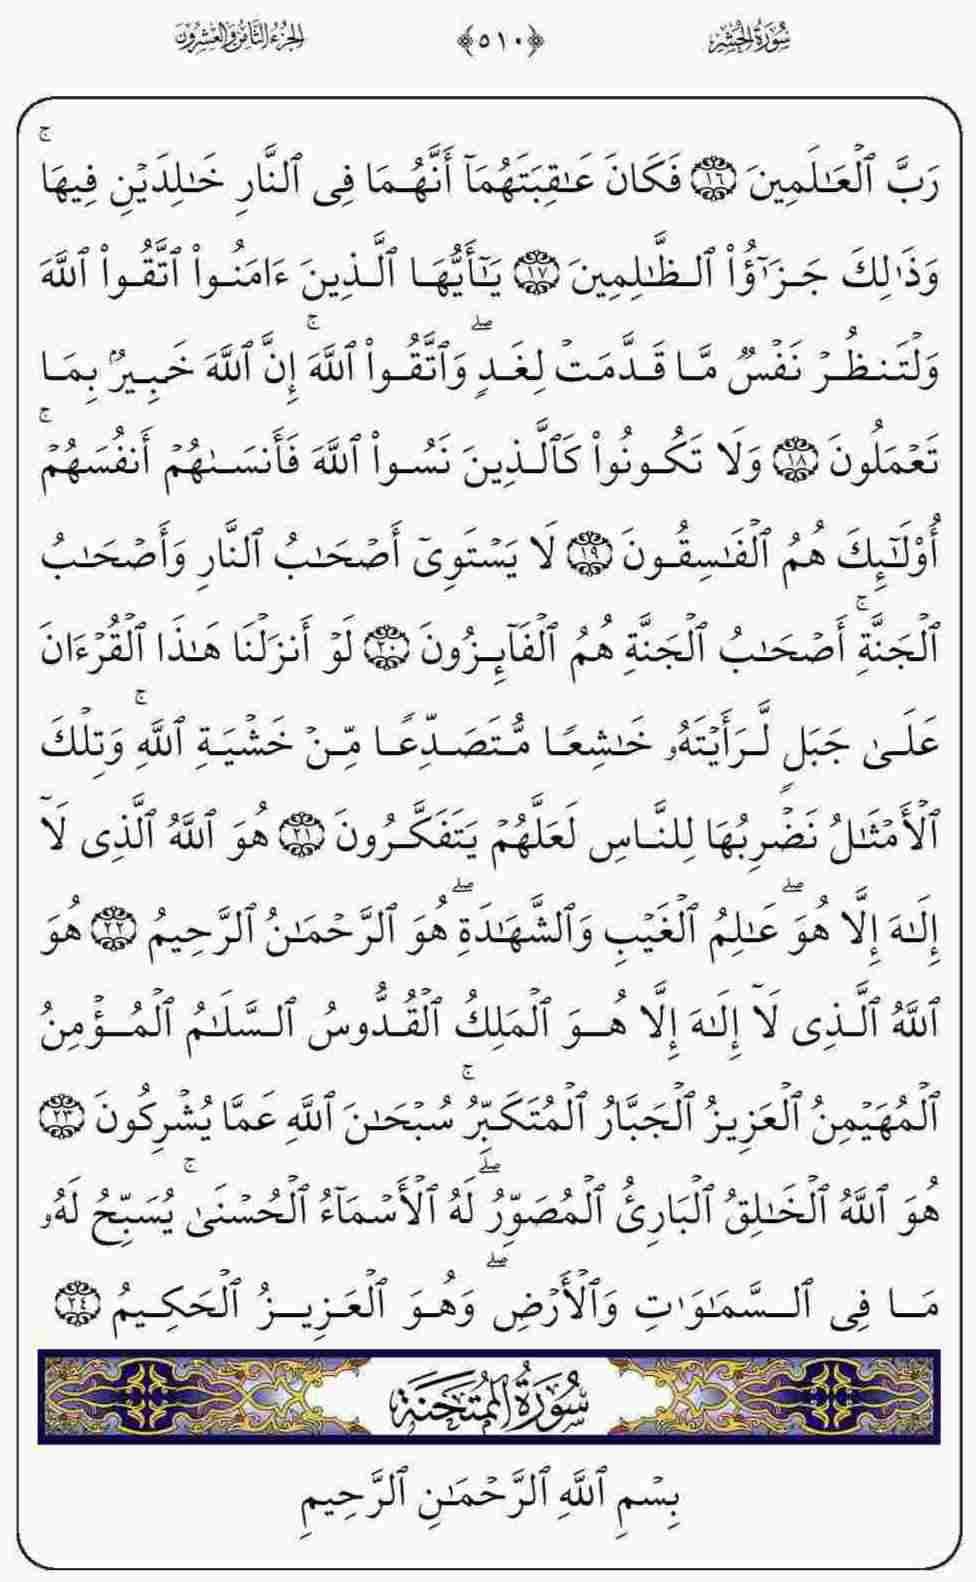 سُورَةُ الحَشْرِ ﴿٥١٠﴾ الجُزءُ الثَّامِنُ وَالعِشْرُونَ
رَبَّ ٱلْعَـٰلَمِينَ ١٦ فَكَانَ عَـٰقِبَتَهُمَآ أَنَّهُمَا فِى ٱلنَّارِ خَـٰلِدَيْنِ فِيهَا ۚ
وَذَٰلِكَ جَزَٰٓؤُا۟ ٱلظَّـٰلِمِينَ ١٧ يَـٰٓأَيُّهَا ٱلَّذِينَ ءَامَنُوا۟ ٱتَّقُوا۟ ٱللَّهَ
وَلْتَنظُرْ نَفْسٌ مَّا قَدَّمَتْ لِغَدٍ ۖ وَٱتَّقُوا۟ ٱللَّهَ ۚ إِنَّ ٱللَّهَ خَبِيرٌۢ بِمَا
تَعْمَلُونَ ١٨ وَلَا تَكُونُوا۟ كَٱلَّذِينَ نَسُوا۟ ٱللَّهَ فَأَنسَىٰهُمْ أَنفُسَهُمْ ۚ
أُو۟لَـٰٓئِكَ هُمُ ٱلْفَـٰسِقُونَ ١٩ لَا يَسْتَوِىٓ أَصْحَـٰبُ ٱلنَّارِ وَأَصْحَـٰبُ
ٱلْجَنَّةِ ۚ أَصْحَـٰبُ ٱلْجَنَّةِ هُمُ ٱلْفَآئِزُونَ ٢٠ لَوْ أَنزَلْنَا هَـٰذَا ٱلْقُرْءَانَ
عَلَىٰ جَبَلٍ لَّرَأَيْتَهُۥ خَـٰشِعًا مُّتَصَدِّعًا مِّنْ خَشْيَةِ ٱللَّهِ ۚ وَتِلْكَ
ٱلْأَمْثَـٰلُ نَضْرِبُهَا لِلنَّاسِ لَعَلَّهُمْ يَتَفَكَّرُونَ ٢١ هُوَ ٱللَّهُ ٱلَّذِى لَآ
إِلَـٰهَ إِلَّا هُوَ ۖ عَـٰلِمُ ٱلْغَيْبِ وَٱلشَّهَـٰدَةِ ۖ هُوَ ٱلرَّحْمَـٰنُ ٱلرَّحِيمُ ٢٢ هُوَ
ٱللَّهُ ٱلَّذِى لَآ إِلَـٰهَ إِلَّا هُوَ ٱلْمَلِكُ ٱلْقُدُّوسُ ٱلسَّلَـٰمُ ٱلْمُؤْمِنُ
ٱلْمُهَيْمِنُ ٱلْعَزِيزُ ٱلْجَبَّارُ ٱلْمُتَكَبِّرُ ۚ سُبْحَـٰنَ ٱللَّهِ عَمَّا يُشْرِكُونَ ٢٣
هُوَ ٱللَّهُ ٱلْخَـٰلِقُ ٱلْبَارِئُ ٱلْمُصَوِّرُ ۖ لَهُ ٱلْأَسْمَآءُ ٱلْحُسْنَىٰ ۚ يُسَبِّحُ لَهُۥ
مَا فِى ٱلسَّمَـٰوَٰتِ وَٱلْأَرْضِ ۖ وَهُوَ ٱلْعَزِيزُ ٱلْحَكِيمُ ٢٤
سُورَةُ المُمْتَحَنَةِ
بِسْمِ ٱللَّهِ ٱلرَّحْمَـٰنِ ٱلرَّحِيمِ